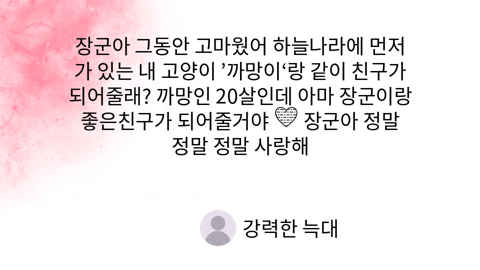 장군아 그동안 고마웠어 하늘나라에 먼저
가 있는 내 고양이 ’까망이‘랑 같이 친구가
되어줄래? 까망인 20살인데 아마 장군이랑
좋은친구가 되어줄거야 장군아 정말
정말 정말 사랑해
강력한 늑대